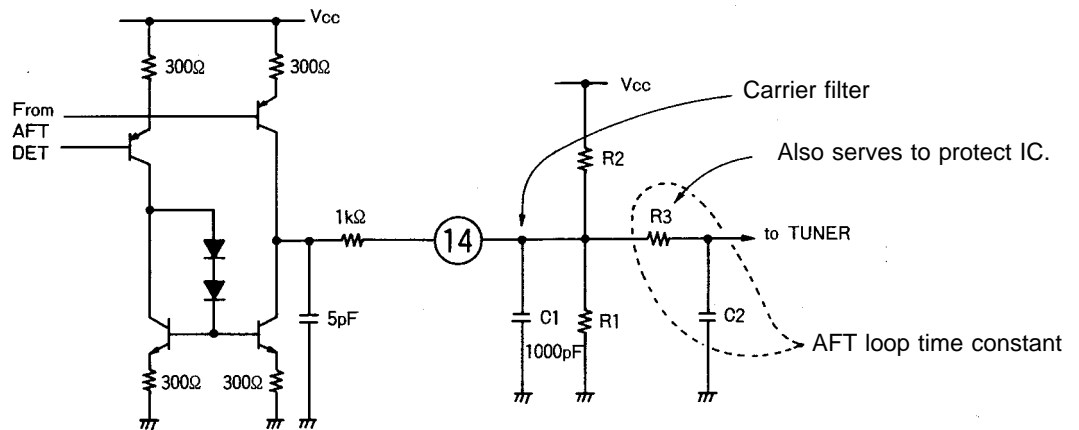 Vcc
300Ω
300Ω
From
AFT
DET
1kΩ
5pF
300Ω
300Ω
14
Vcc
Carrier filter
R2
Also serves to protect IC.
R3
to TUNER
C1
1000pF
R1
C2
AFT loop time constant